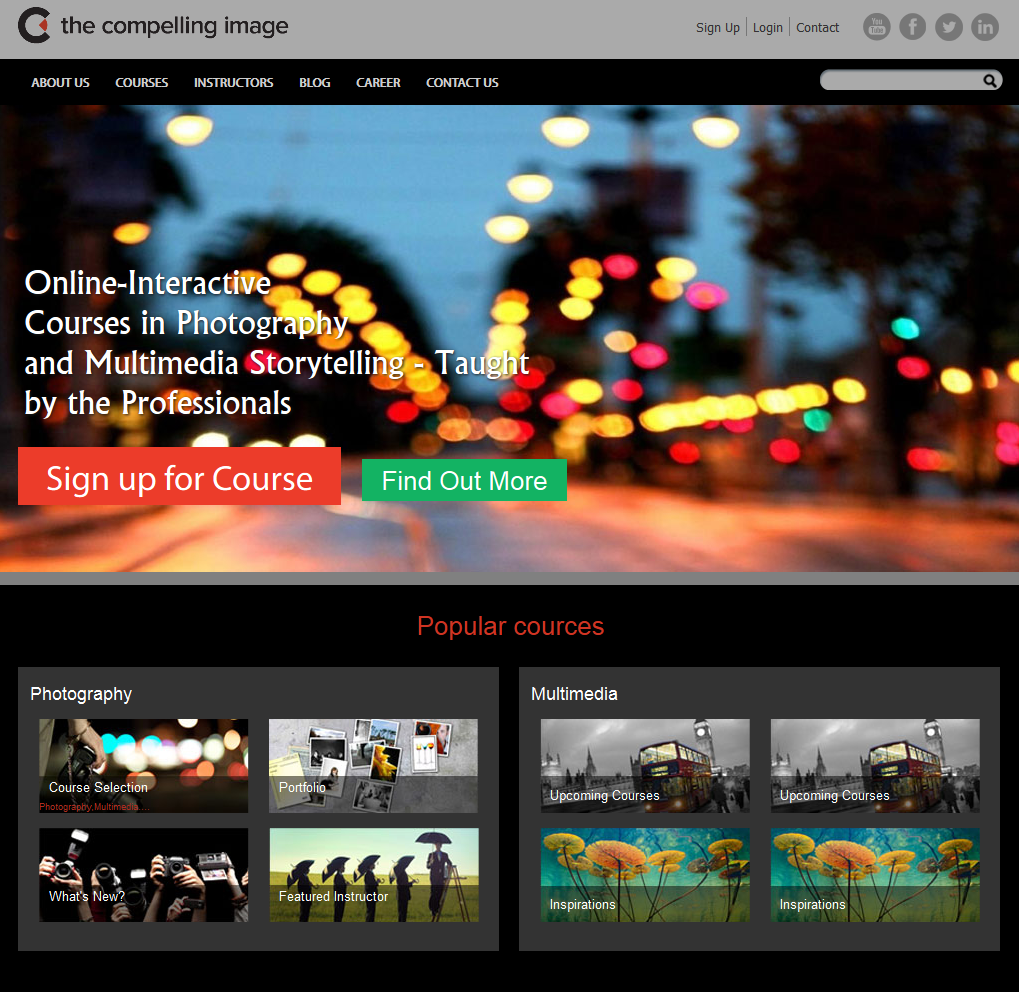 the compelling image
Sign Up Login Contact
You
Tube
ABOUT US COURSES INSTRUCTORS BLOG CAREER CONTACT US
Online-Interactive
Courses in Photography
and Multimedia Storytelling - Taught
by the Professionals
Sign up for Course
Find Out More
Popular cources
Photography
Course Selection
Photography,Multimedia ...
Portfolio
What's New?
Featured Instructor
Multimedia
Upcoming Courses
Upcoming Courses
Inspirations
Inspirations